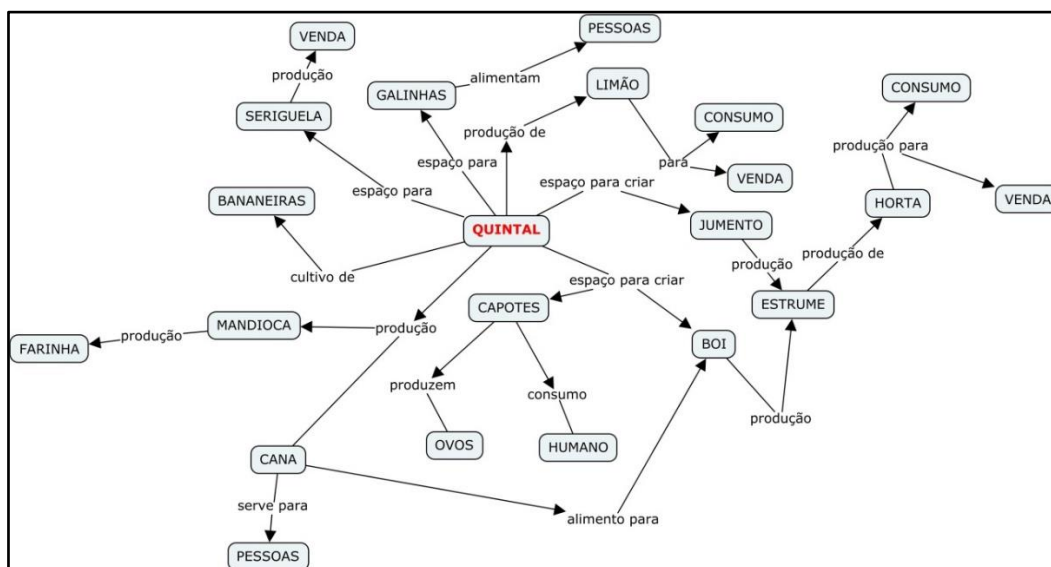 PESSOAS
VENDA
produção
alimentam
GALINHAS
LIMÃO
CONSUMO
SERIGUELA
produção de
CONSUMO
produção para
espaço para
para
VENDA
espaço para
espaço para criar
BANANEIRAS
HORTA
VENDA
QUINTAL
JUMENTO
produção de
produção
cultivo de
espaço para criar
CAPOTES
ESTRUME
MANDIOCA
produção
produção
FARINHA
BOI
produzem
consumo
produção
OVOS
HUMANO
CANA
serve para
alimento para
PESSOAS